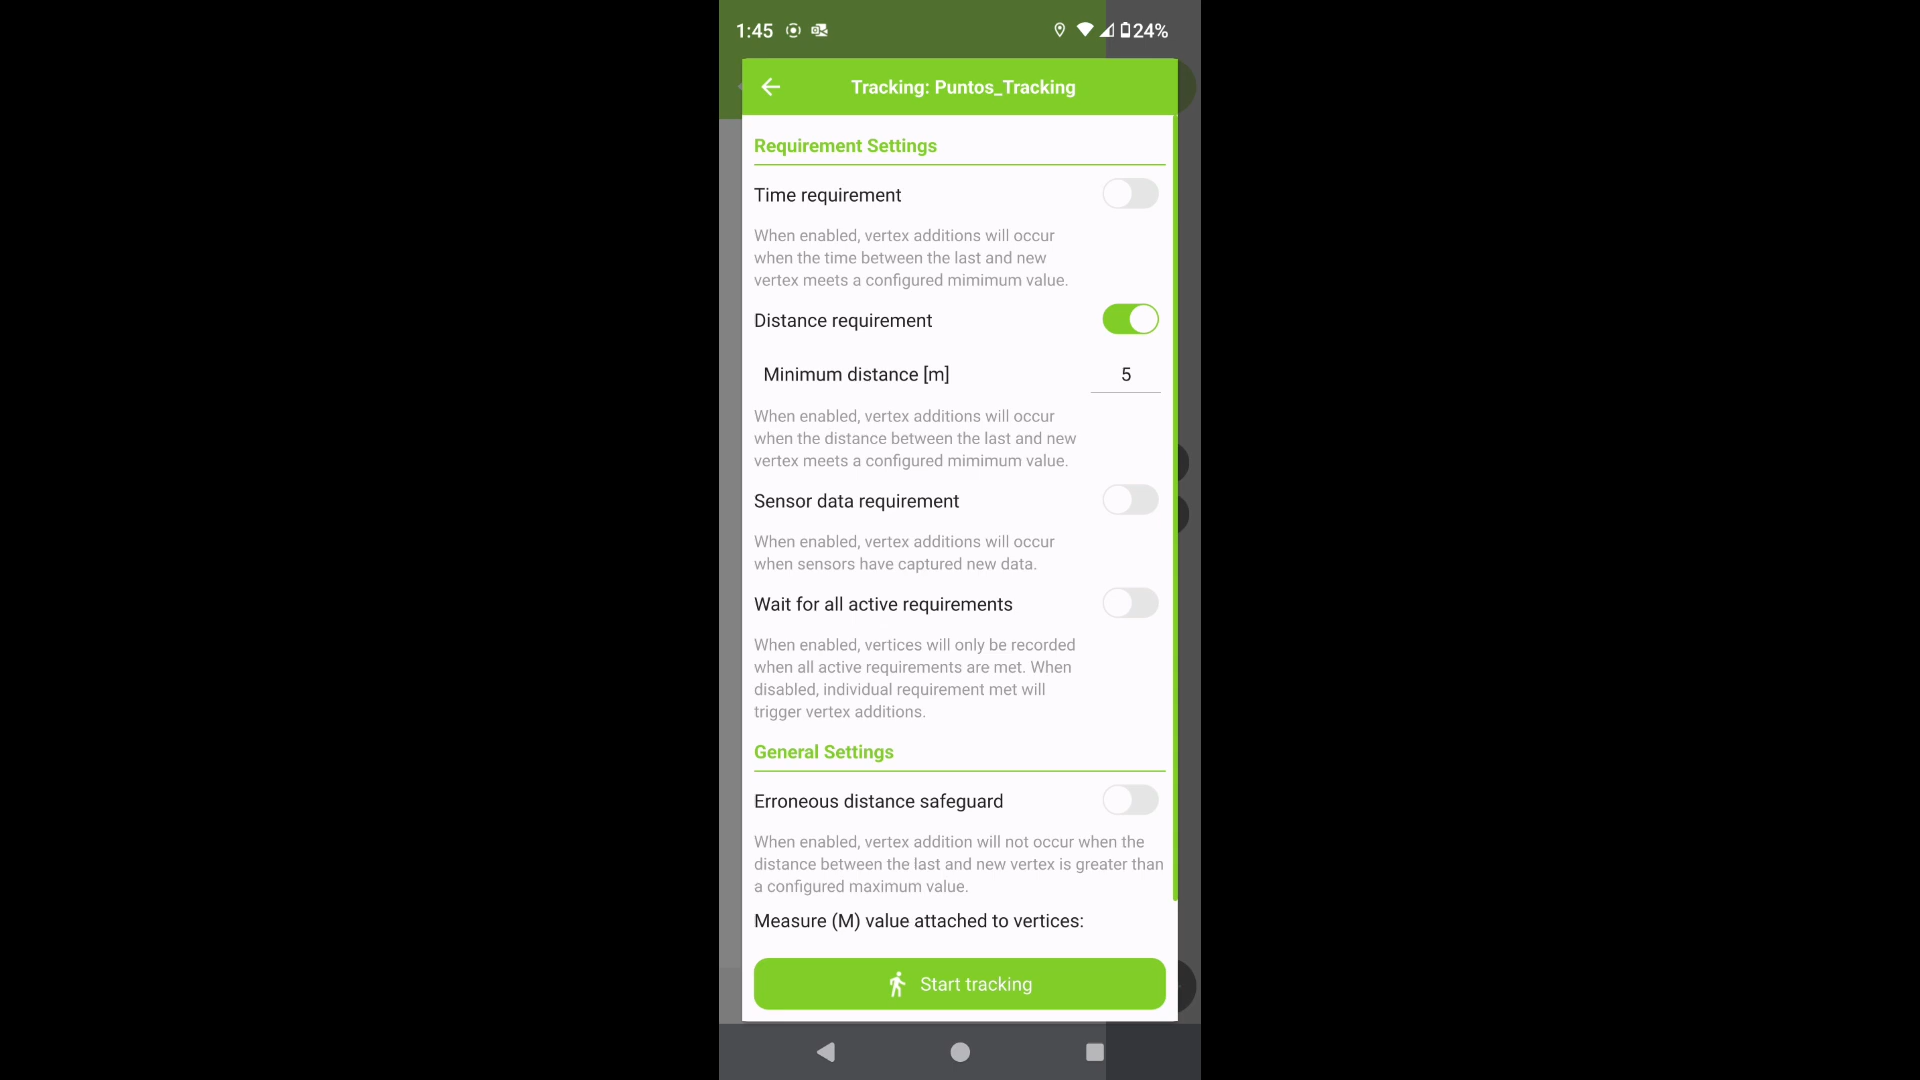 1:45
24%
Tracking: Puntos_Tracking
Requirement Settings
Time requirement
When enabled, vertex additions will occur
when the time between the last and new
vertex meets a configured mimimum value.
Distance requirement
Minimum distance [m] 5
When enabled, vertex additions will occur
when the distance between the last and new
vertex meets a configured mimimum value.
Sensor data requirement
When enabled, vertex additions will occur
when sensors have captured new data.
Wait for all active requirements
When enabled, vertices will only be recorded
when all active requirements are met. When
disabled, individual requirement met will
trigger vertex additions.
General Settings
Erroneous distance safeguard
When enabled, vertex addition will not occur when the
distance between the last and new vertex is greater than
a configured maximum value.
Measure (M) value attached to vertices:
Start tracking